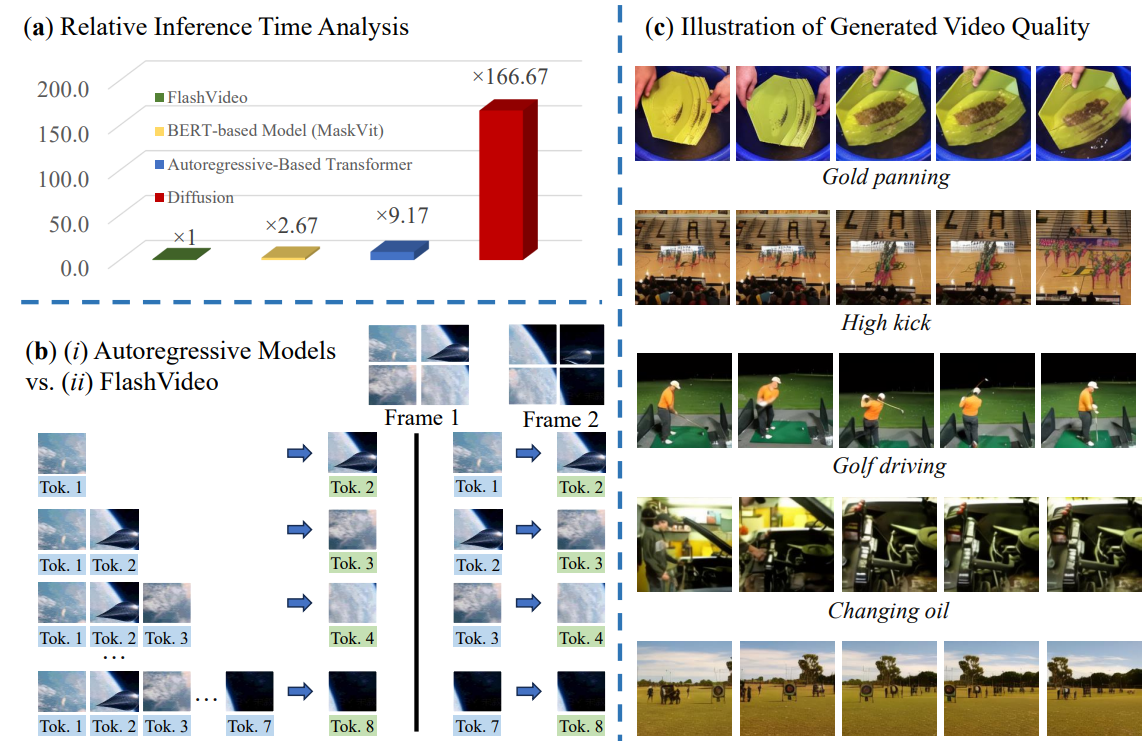 (a) Relative Inference Time Analysis
200.0
150.0
100.0
50.0
0.0
FlashVideo
BERT-based Model (MaskVit)
Autoregressive-Based Transformer
Diffusion
×1
×2.67
×9.17
×166.67
(b) (i) Autoregressive Models
vs. (ii) FlashVideo
Frame 1
Frame 2
Tok. 1
Tok. 2
Tok. 1
Tok. 2
Tok. 1 Tok. 2
Tok. 3
Tok. 2
Tok. 3
Tok. 1 Tok. 2 Tok. 3
Tok. 4
Tok. 3
Tok. 4
...
Tok. 1 Tok. 2 Tok. 3 ... Tok. 7
Tok. 8
Tok. 7
Tok. 8
(c) Illustration of Generated Video Quality
Gold panning
High kick
Golf driving
Changing oil